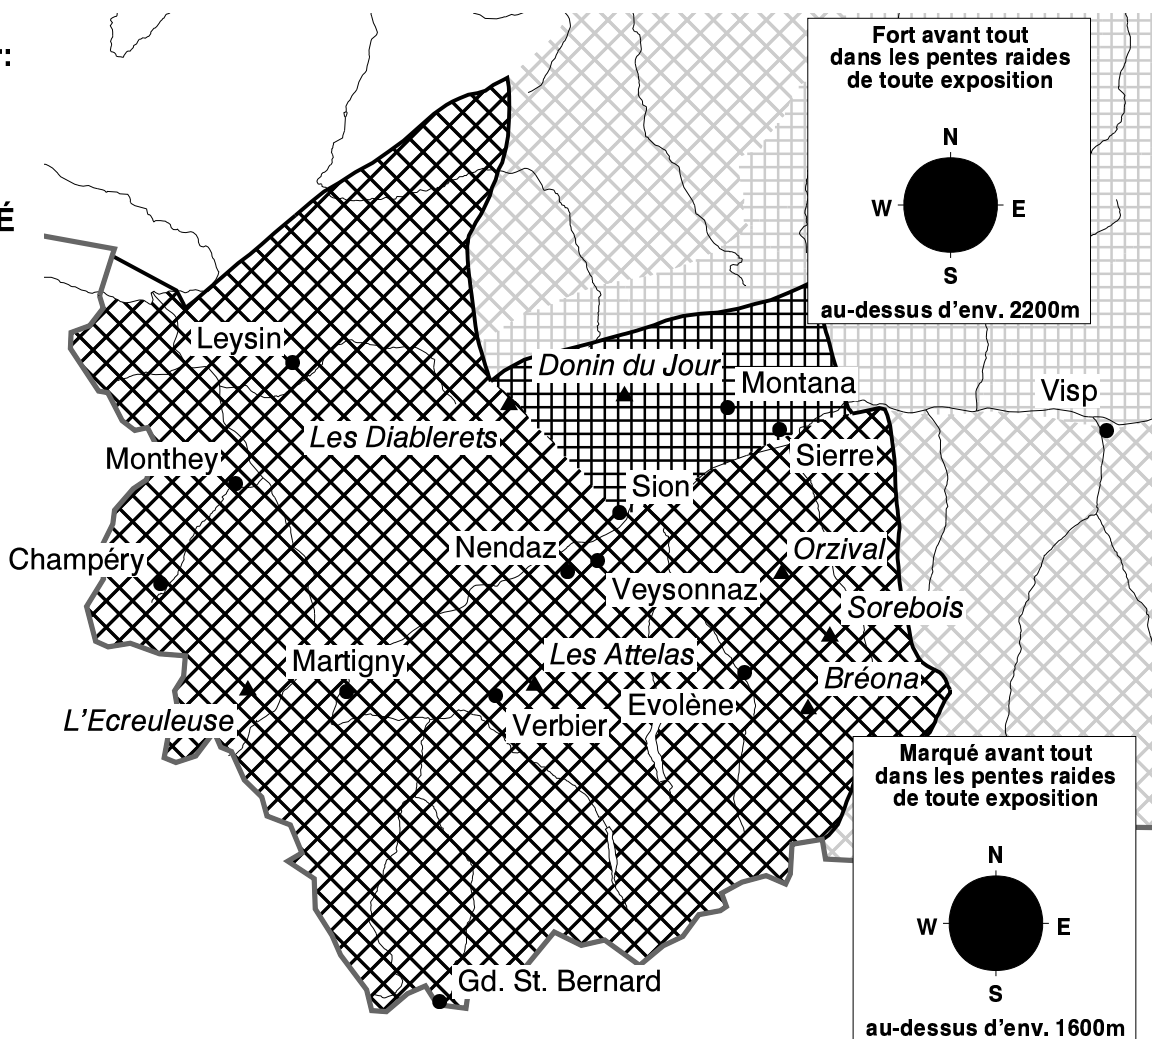 :
É
Fort avant tout
dans les pentes raides
de toute exposition
N
W
E
S
au-dessus d'env. 2200m
Leysin
Donin du Jour
Montana
Visp
Les Diablerets
Monthey
Sierre
Sion
Champéry
Nendaz
Orzival
Veysonnaz
Sorebois
Martigny
Les Attelas
Bréona
L'Ecreuleuse
Evolène
Verbier
Gd. St. Bernard
Marqué avant tout
dans les pentes raides
de toute exposition
N
W
E
S
au-dessus d'env. 1600m